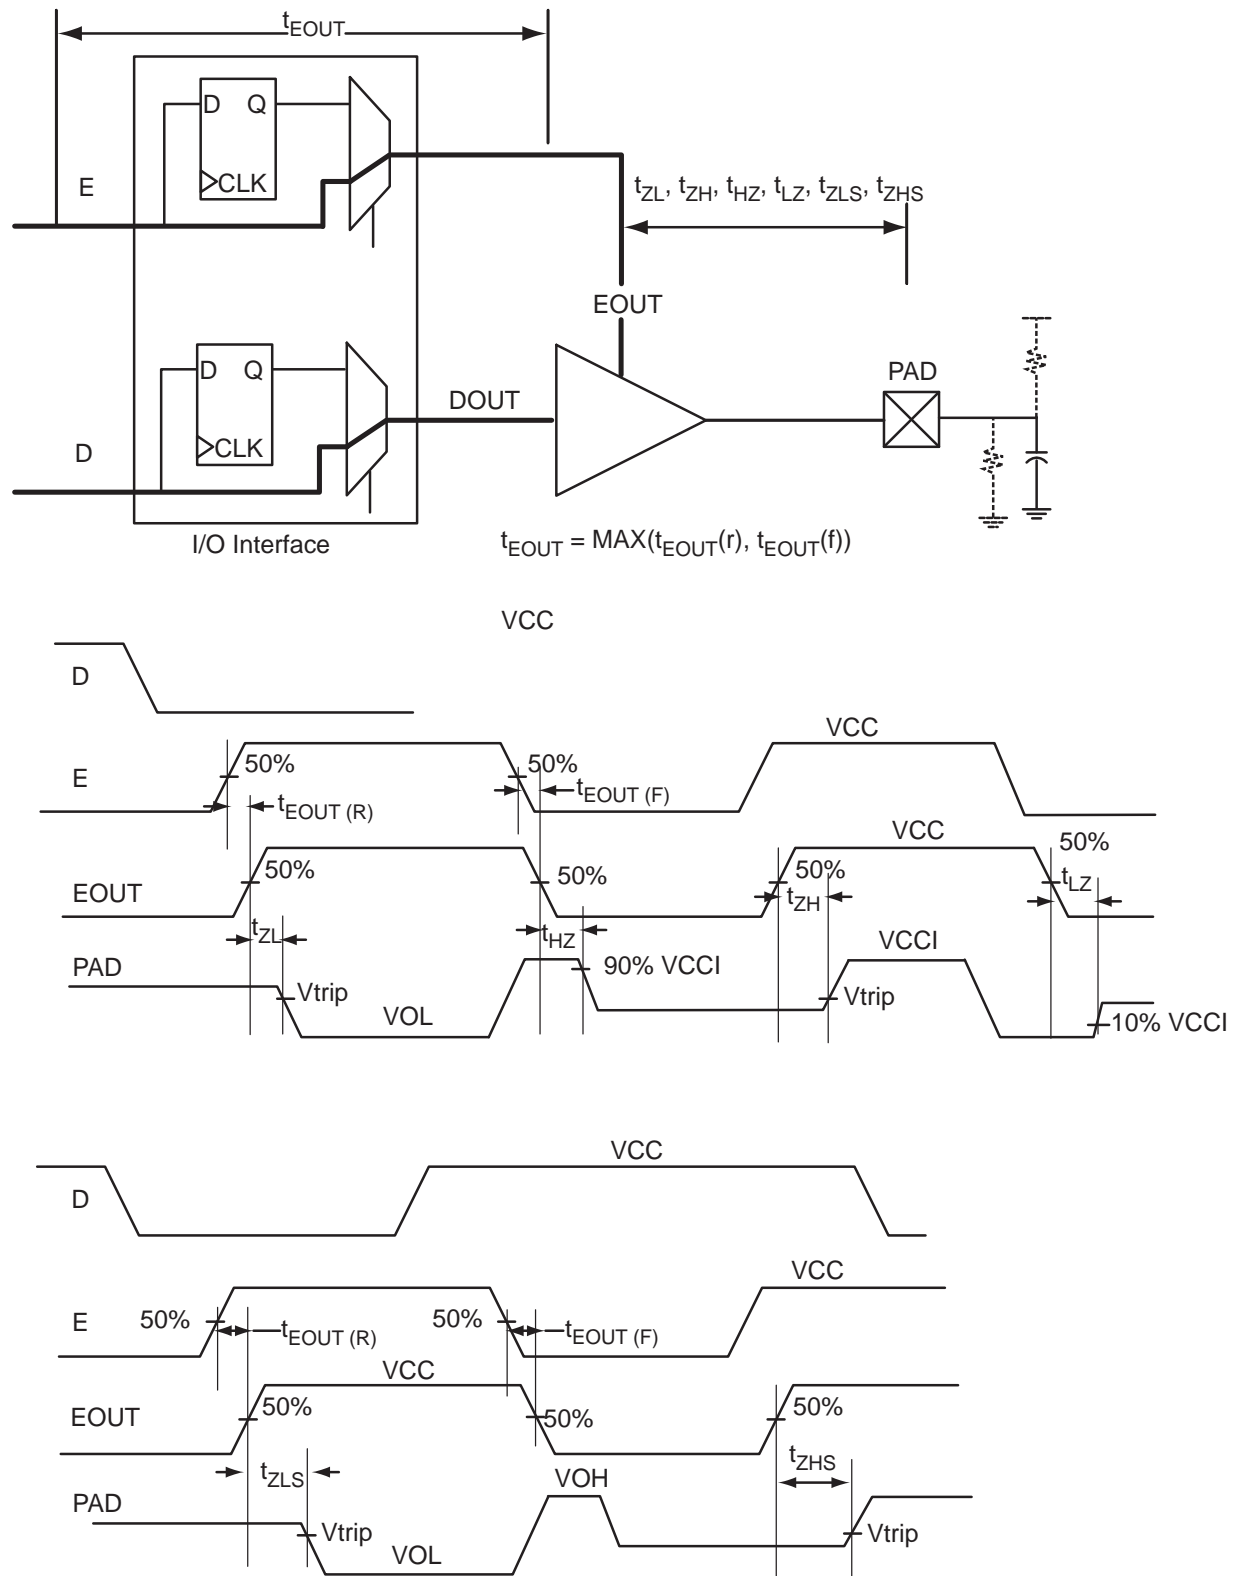 tEOUT
D Q
CLK
E
tZL, tZH, tHZ, tLZ, tZLS, tZHS
EOUT
D Q
CLK
D
DOUT
PAD
I/O Interface
tEOUT = MAX(tEOUT(r), tEOUT(f))
VCC
D
VCC
E
50%
50%
tEOUT (R)
tEOUT (F)
VCC
50%
EOUT
50%
50%
50%
tZH
tLZ
tZL
tHZ
VCCI
PAD
90% VCCI
Vtrip
Vtrip
VOL
10% VCCI
VCC
D
VCC
E
50%
50%
tEOUT (R)
tEOUT (F)
VCC
EOUT
50%
50%
50%
tZLS
VOH
tZHS
PAD
Vtrip
Vtrip
VOL